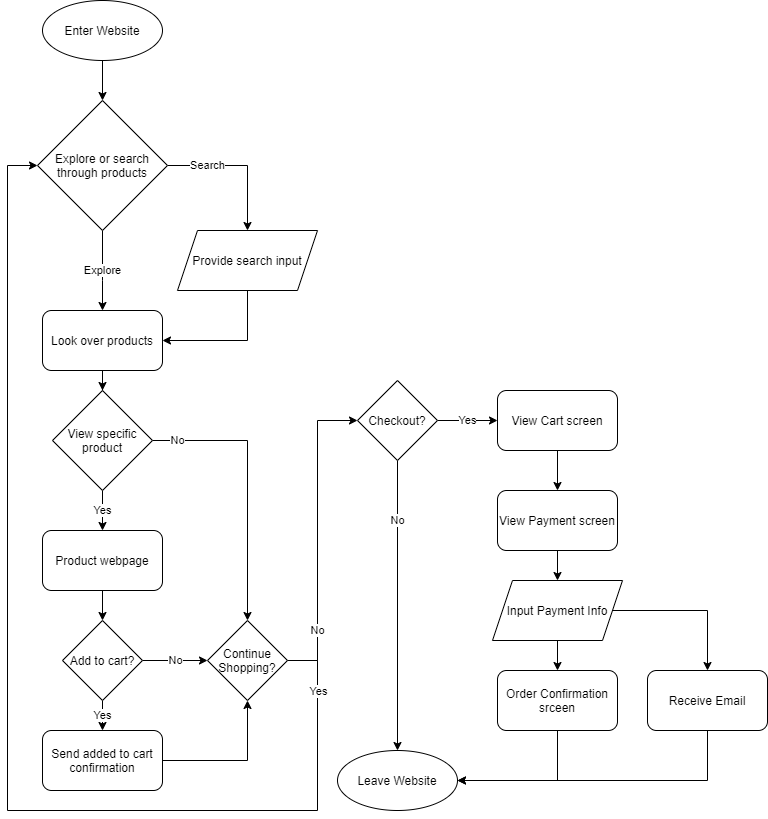 Enter Website
Explore or search
through products
Search
Provide search input
Explore
Look over products
View specific
product
No
Yes
Product webpage
Add to cart?
No
Continue
Shopping?
Yes
Send added to cart
confirmation
No
Yes
Checkout?
Yes
View Cart screen
No
View Payment screen
Input Payment Info
Order Confirmation
srceen
Receive Email
Leave Website